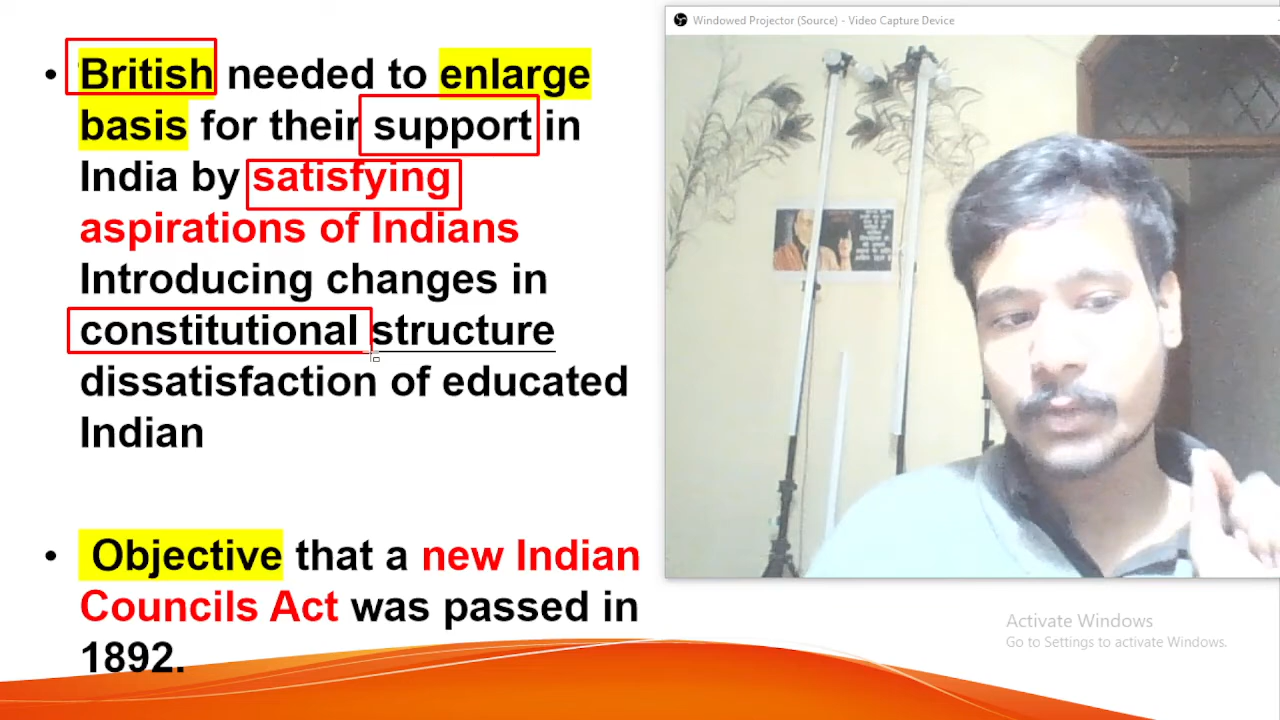 British needed to enlarge
basis for their support in
India by satisfying
aspirations of Indians
Introducing changes in
constitutional structure
dissatisfaction of educated
Indian
Objective that a new Indian
Councils Act was passed in
1892.
Windowed Projector (Source) - Video Capture Device
Activate Windows
Go to Settings to activate Windows.